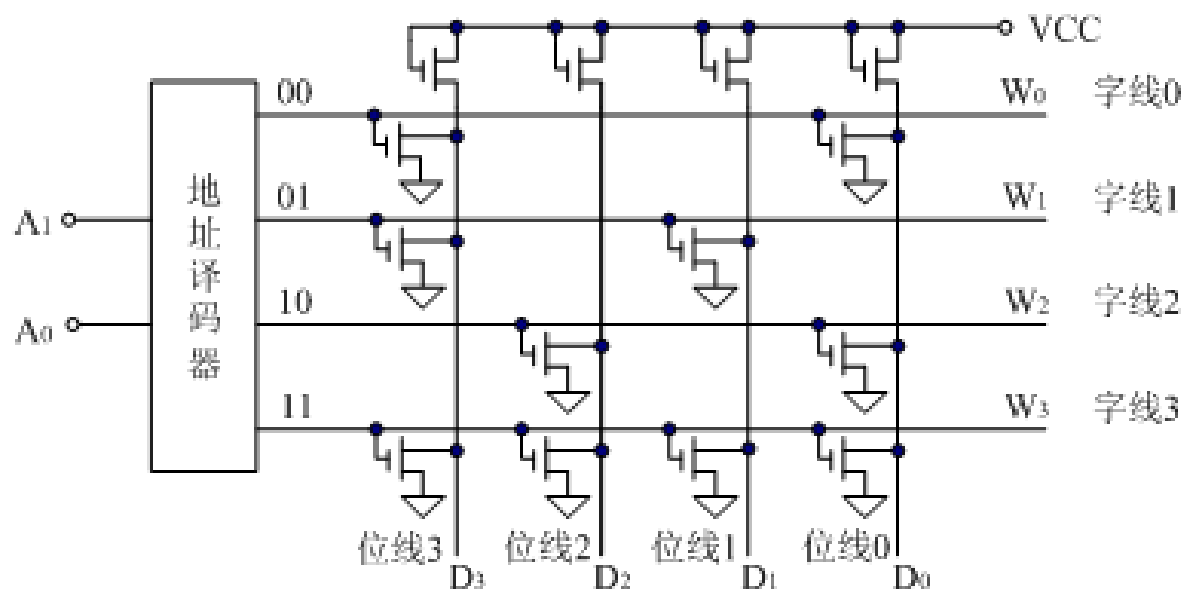 VCC
00 W0 字线0
A1 01 W1 字线1
地址译码器
A0 10 W2 字线2
11 W3 字线3
位线3 位线2 位线1 位线0
D3 D2 D1 D0